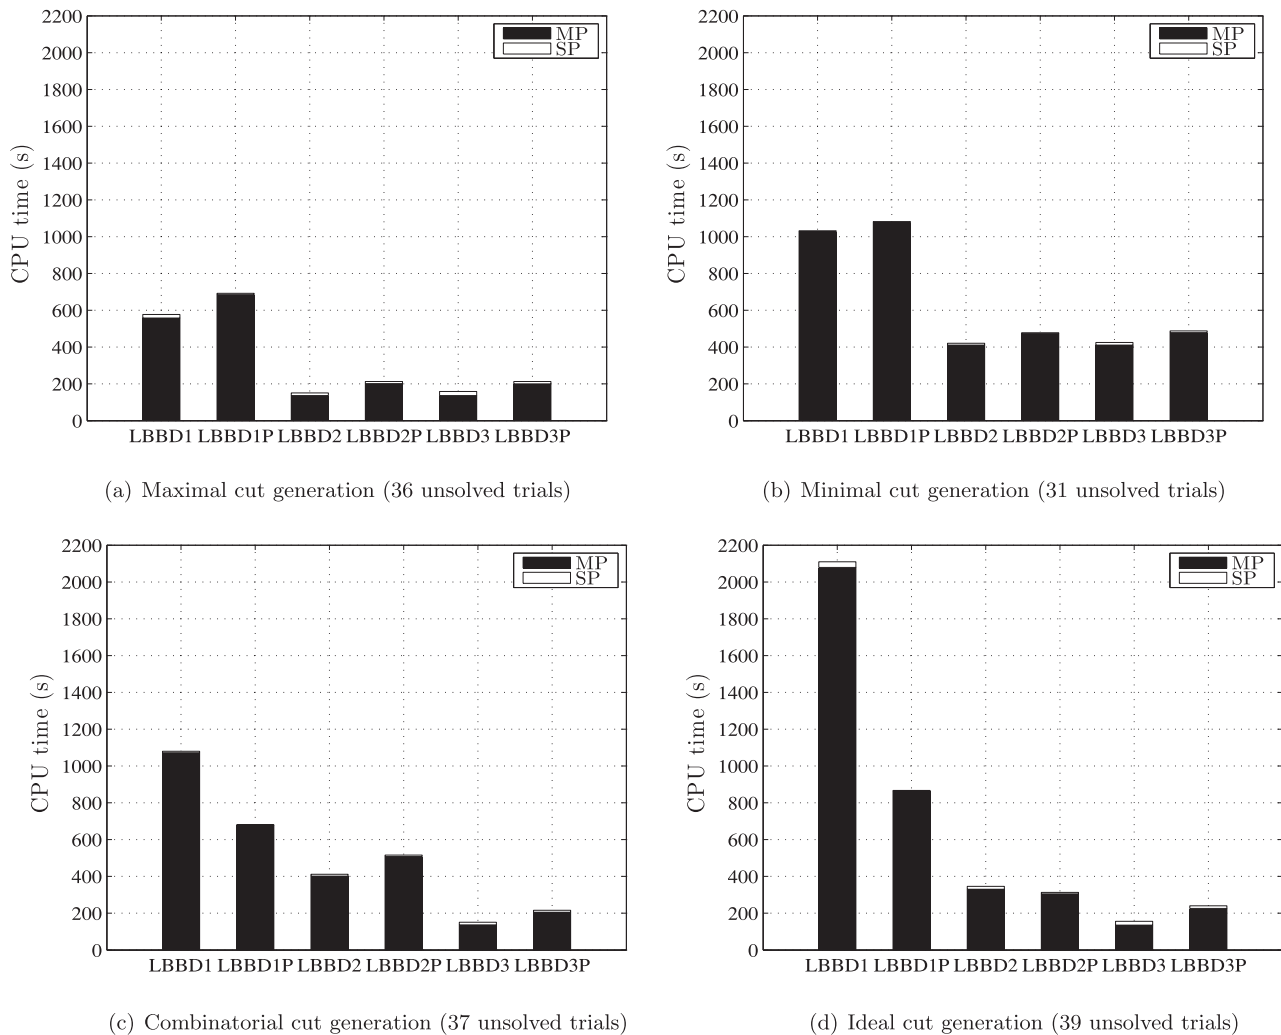 2200
2000
1800
1600
1400
1200
1000
800
600
400
200
0
CPU time (s)
MP
SP
LBBD1 LBBD1P LBBD2 LBBD2P LBBD3 LBBD3P
(a) Maximal cut generation (36 unsolved trials)
2200
2000
1800
1600
1400
1200
1000
800
600
400
200
0
CPU time (s)
MP
SP
LBBD1 LBBD1P LBBD2 LBBD2P LBBD3 LBBD3P
(b) Minimal cut generation (31 unsolved trials)
2200
2000
1800
1600
1400
1200
1000
800
600
400
200
0
CPU time (s)
MP
SP
LBBD1 LBBD1P LBBD2 LBBD2P LBBD3 LBBD3P
(c) Combinatorial cut generation (37 unsolved trials)
2200
2000
1800
1600
1400
1200
1000
800
600
400
200
0
CPU time (s)
MP
SP
LBBD1 LBBD1P LBBD2 LBBD2P LBBD3 LBBD3P
(d) Ideal cut generation (39 unsolved trials)